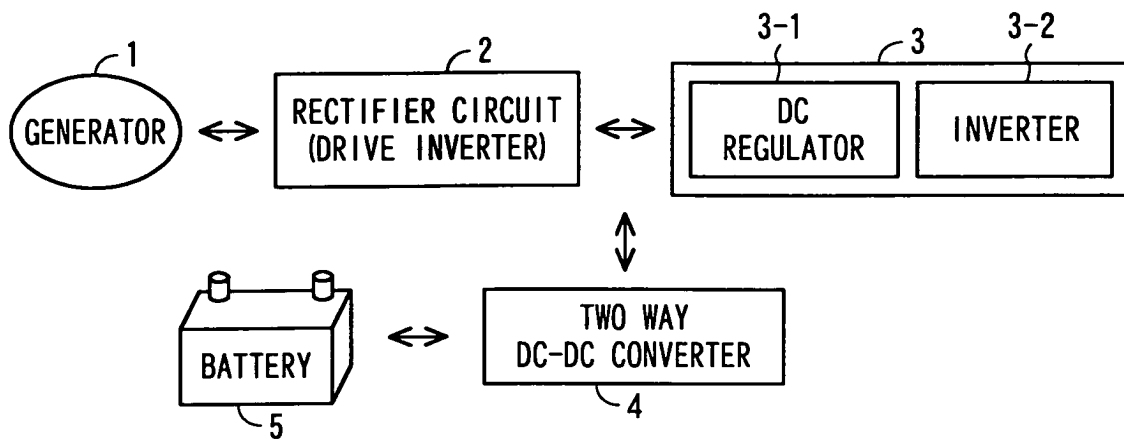 1
2
3-1
3
3-2
GENERATOR
RECTIFIER CIRCUIT
(DRIVE INVERTER)
DC
REGULATOR
INVERTER
BATTERY
5
TWO WAY
DC-DC CONVERTER
4